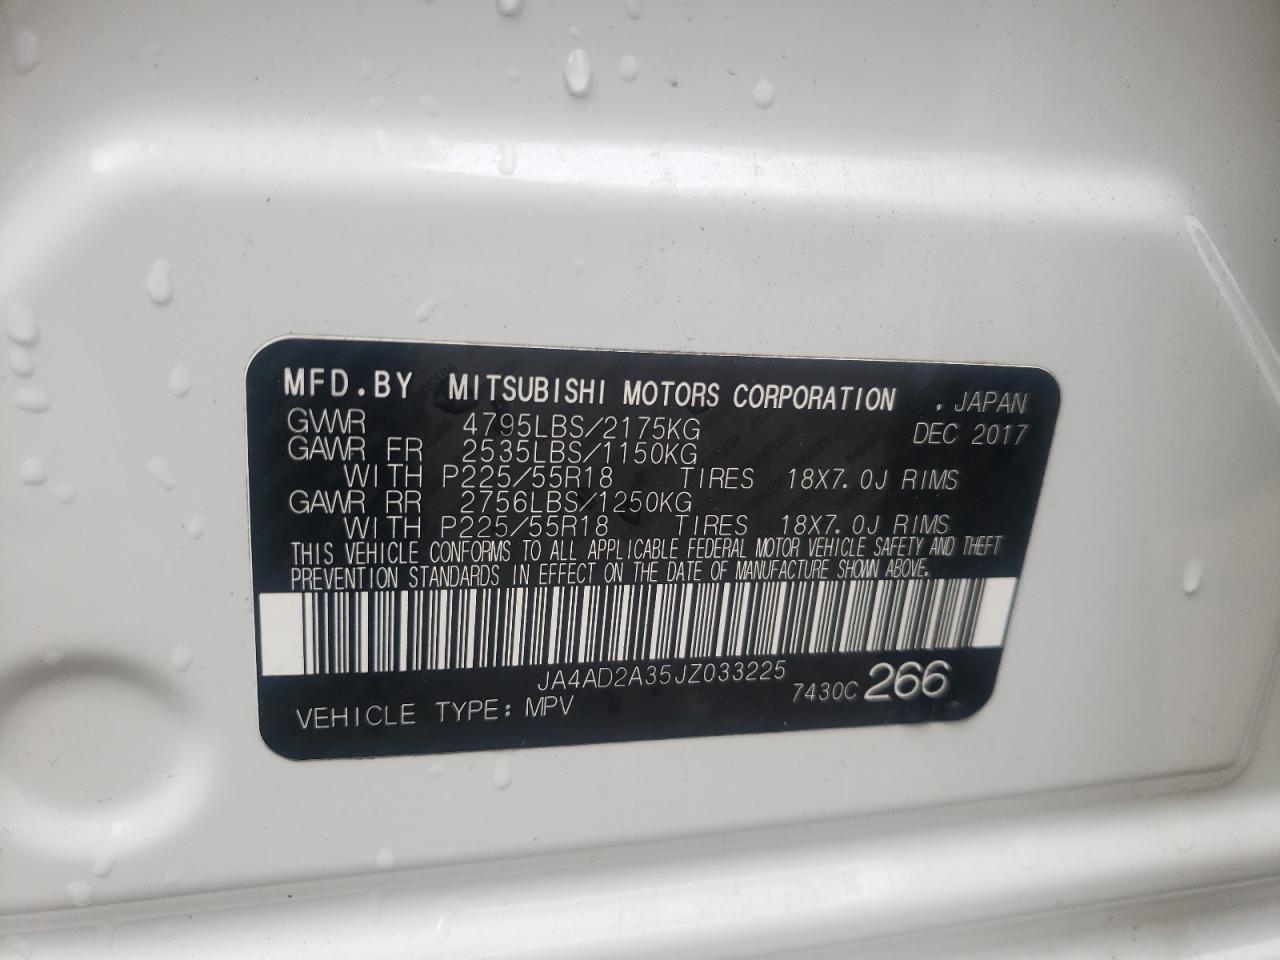 MFD.BY MITSUBISHI MOTORS CORPORATION . JAPAN
GVWR 4795LBS/2175KG DEC 2017
GAWR FR 2535LBS/1150KG
WITH P225/55R18 TIRES 18X7.0J RIMS
GAWR RR 2756LBS/1250KG
WITH P225/55R18 TIRES 18X7.0J RIMS
THIS VEHICLE CONFORMS TO ALL APPLICABLE FEDERAL MOTOR VEHICLE SAFETY AND THEFT
PREVENTION STANDARDS IN EFFECT ON THE DATE OF MANUFACTURE SHOWN ABOVE.
JA4AD2A35JZ033225
VEHICLE TYPE: MPV 7430C 266